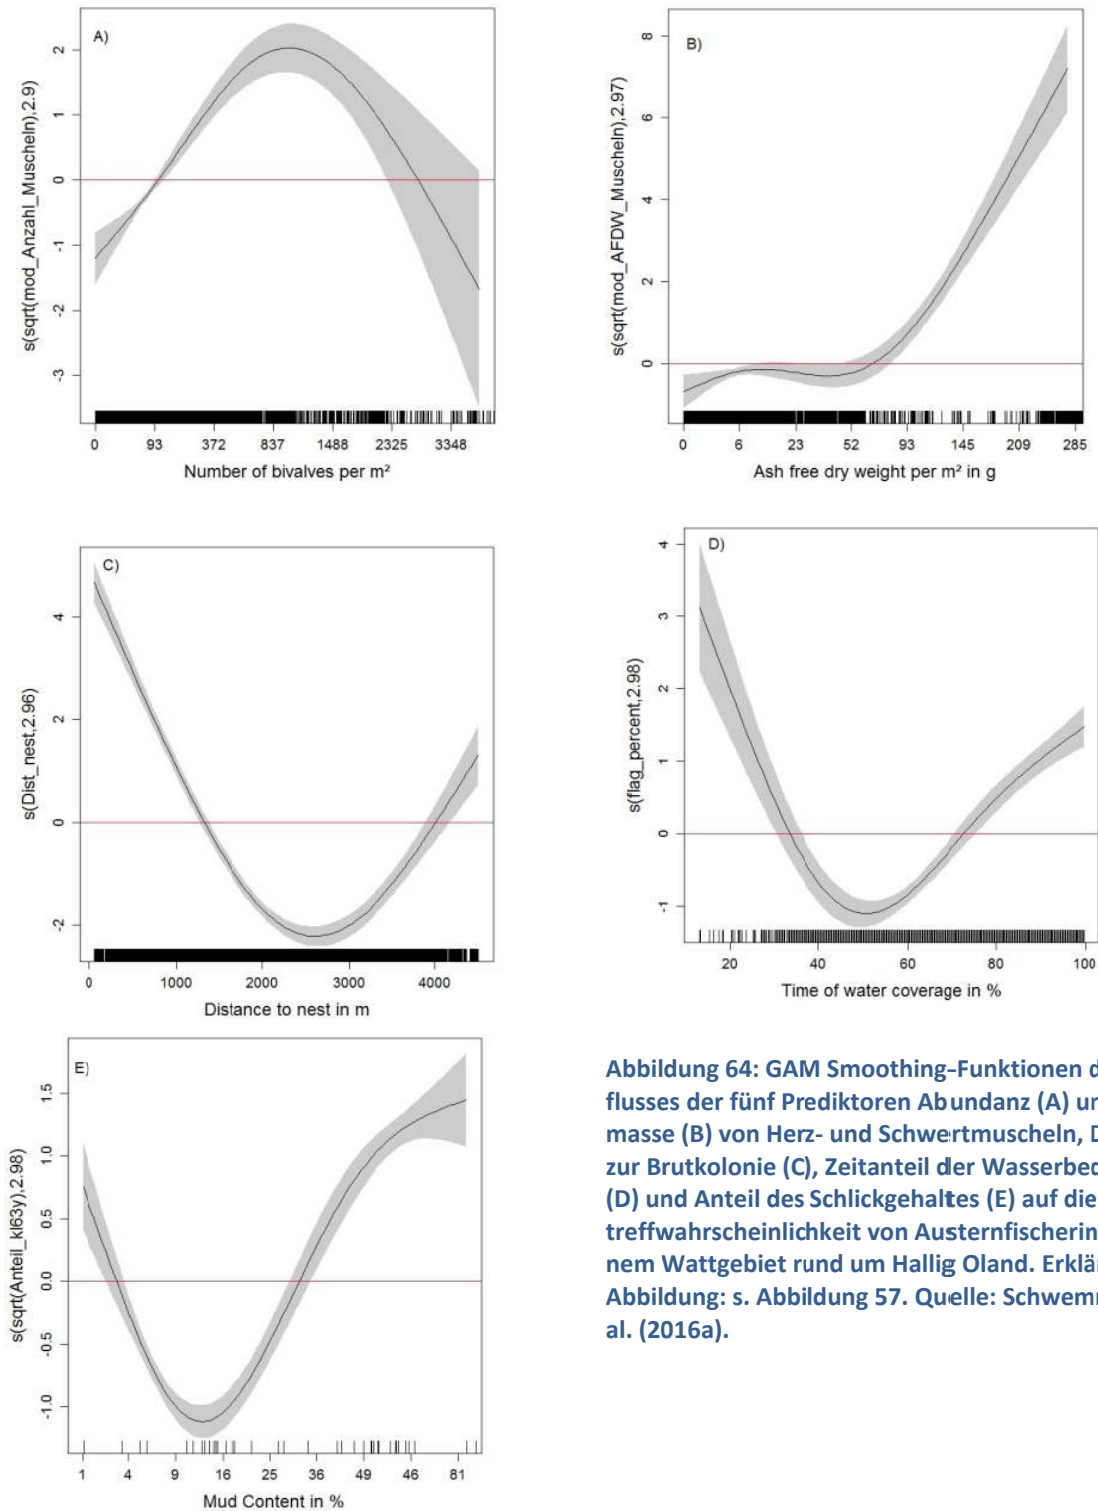 A)
s(sqrt(mod_Anzahl_Muscheln),2.9)
2
1
0
-1
-2
-3
0 93 372 837 1488 2325 3348
Number of bivalves per m²
B)
s(sqrt(mod_AFDW_Muscheln),2.97)
8
6
4
2
0
0 6 23 52 93 145 209 285
Ash free dry weight per m² in g
C)
s(Dist_nest,2.96)
4
2
0
-2
0 1000 2000 3000 4000
Distance to nest in m
D)
s(flag_percent,2.98)
4
3
2
1
0
-1
20 40 60 80 100
Time of water coverage in %
E)
s(sqrt(Anteil_kl63y),2.98)
1.5
1.0
0.5
0.0
-0.5
-1.0
1 4 9 16 25 36 49 46 81
Mud Content in %
Abbildung 64: GAM Smoothing-Funktionen d
flusses der fünf Prediktoren Abundanz (A) un
masse (B) von Herz- und Schwertmuscheln, D
zur Brutkolonie (C), Zeitanteil der Wasserbed
(D) und Anteil des Schlickgehaltes (E) auf die
treffwahrscheinlichkeit von Austernfischerin
nem Wattgebiet rund um Hallig Oland. Erklär
Abbildung: s. Abbildung 57. Quelle: Schwemm
al. (2016a).